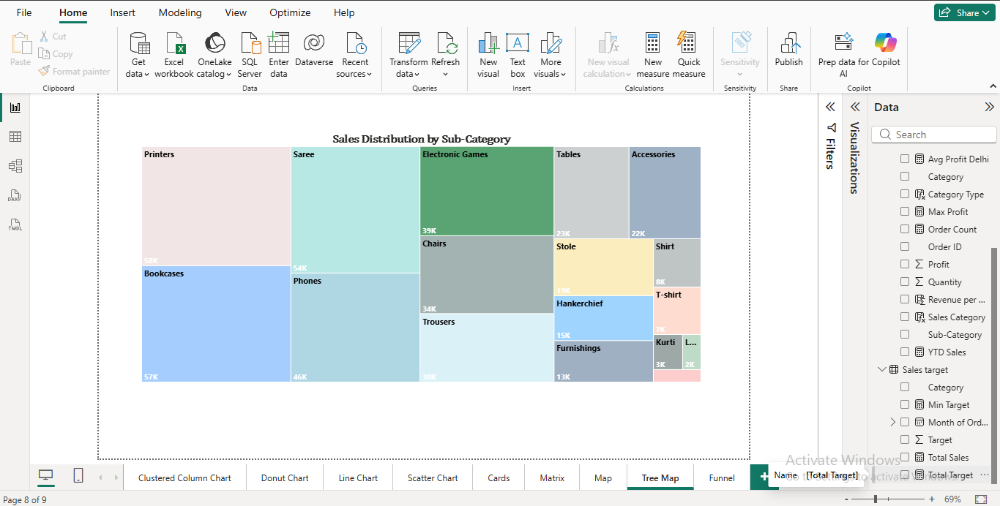 File Home Insert Modeling View Optimize Help Share
Paste
Cut
Copy
Format painter
Clipboard
Get data
Excel workbook
OneLake catalog
SQL Server
Enter data
Dataverse
Recent sources
Data
Transform data
Refresh
Queries
New visual
Text box
More visuals
Insert
New visual calculation
New measure
Quick measure
Calculations
Sensitivity
Sensitivity
Publish
Share
Prep data for AI
Copilot
Copilot
DAX
TMDL
Sales Distribution by Sub-Category
Printers
58K
Bookcases
57K
Saree
54K
Phones
46K
Electronic Games
39K
Chairs
34K
Trousers
30K
Tables
23K
Accessories
22K
Stole
19K
Hankerchief
15K
Furnishings
13K
Shirt
8K
T-shirt
7K
Kurti
3K
L...
2K
Filters
Visualizations
Data
Search
Avg Profit Delhi
Category
Category Type
Max Profit
Order Count
Order ID
Profit
Quantity
Revenue per ...
Sales Category
Sub-Category
YTD Sales
Sales target
Category
Min Target
Month of Ord...
Target
Total Sales
Total Target ...
Activate Windows
Go to Settings to activate Windows.
Name [Total Target]
Clustered Column Chart Donut Chart Line Chart Scatter Chart Cards Matrix Map Tree Map Funnel +
Page 8 of 9
- + 69%